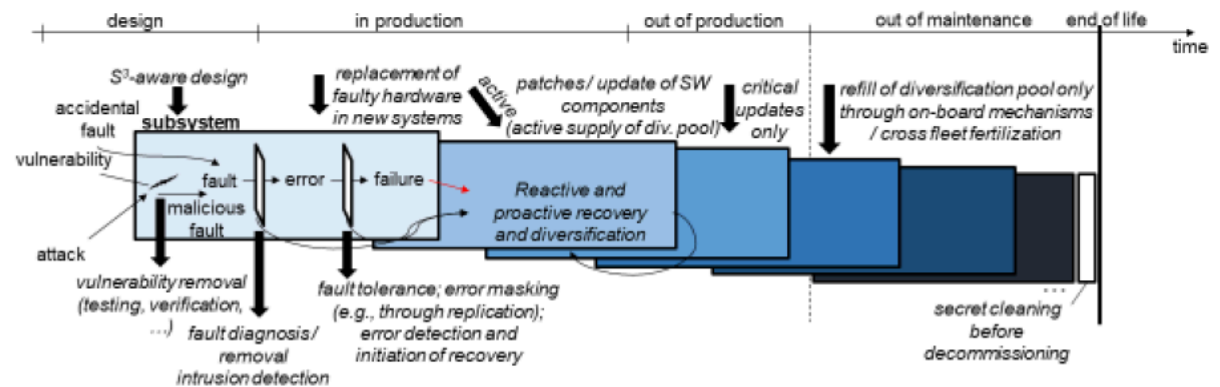 design
in production
out of production
out of maintenance
end of life
time
S³-aware design
accidental
fault
subsystem
vulnerability
attack
fault
malicious
fault
error
failure
replacement of
faulty hardware
in new systems
active
patches/ update of SW
components
(active supply of div. pool)
critical
updates
only
refill of diversification pool only
through on-board mechanisms
/ cross fleet fertilization
Reactive and
proactive recovery
and diversification
vulnerability removal
(testing, verification,
…)
fault diagnosis/
removal
intrusion detection
fault tolerance; error masking
(e.g., through replication);
error detection and
initiation of recovery
...
secret cleaning
before
decommissioning